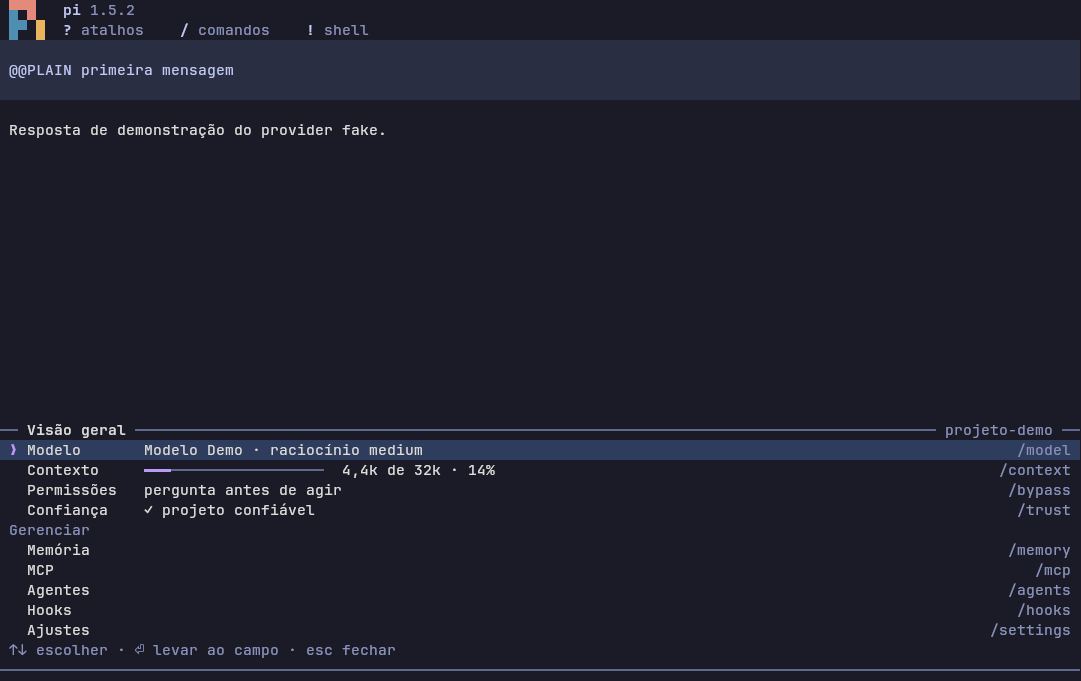 pi 1.5.2
? atalhos / comandos ! shell
@@PLAIN primeira mensagem
Resposta de demonstração do provider fake.
Visão geral projeto-demo
❫ Modelo Modelo Demo · raciocínio medium /model
Contexto 4,4k de 32k · 14% /context
Permissões pergunta antes de agir /bypass
Confiança ✓ projeto confiável /trust
Gerenciar
Memória /memory
MCP /mcp
Agentes /agents
Hooks /hooks
Ajustes /settings
↑↓ escolher · ⏎ levar ao campo · esc fechar